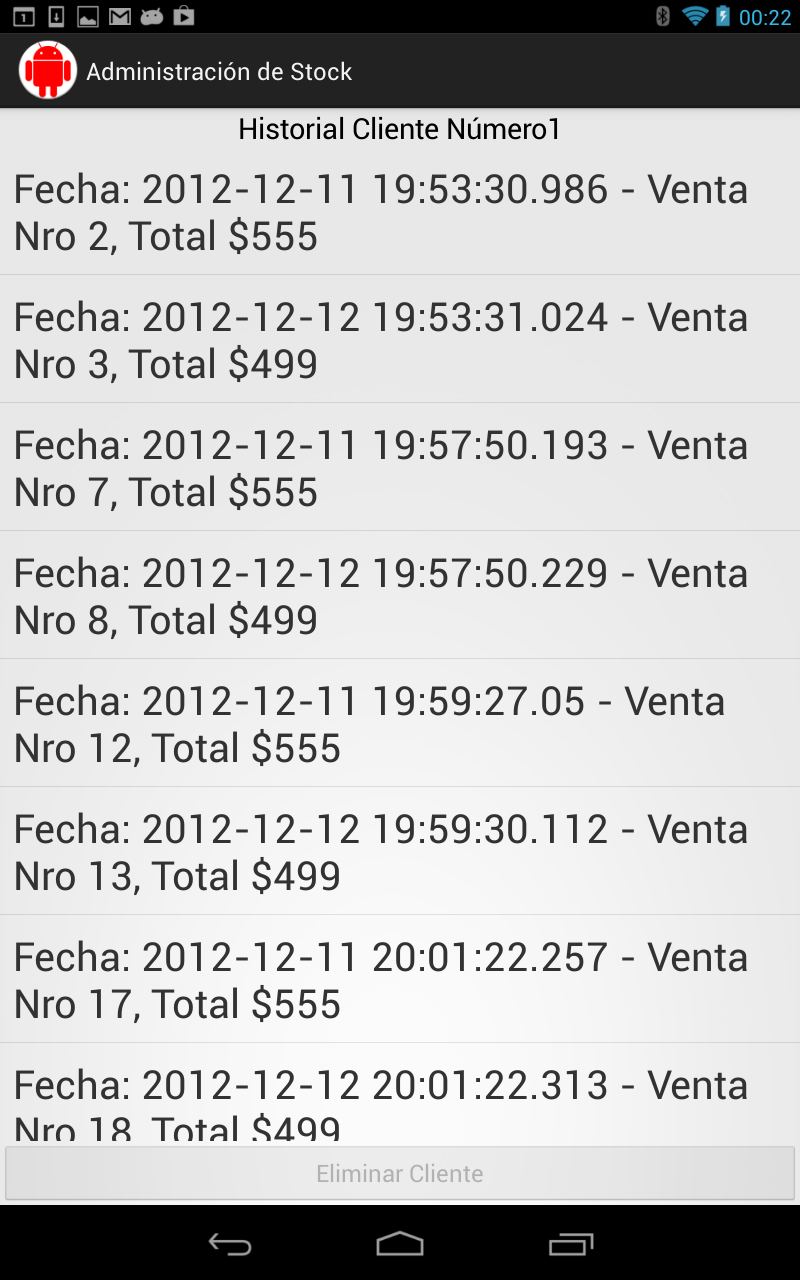 00:22
Administración de Stock
Historial Cliente Número1
Fecha: 2012-12-11 19:53:30.986 - Venta
Nro 2, Total $555
Fecha: 2012-12-12 19:53:31.024 - Venta
Nro 3, Total $499
Fecha: 2012-12-11 19:57:50.193 - Venta
Nro 7, Total $555
Fecha: 2012-12-12 19:57:50.229 - Venta
Nro 8, Total $499
Fecha: 2012-12-11 19:59:27.05 - Venta
Nro 12, Total $555
Fecha: 2012-12-12 19:59:30.112 - Venta
Nro 13, Total $499
Fecha: 2012-12-11 20:01:22.257 - Venta
Nro 17, Total $555
Fecha: 2012-12-12 20:01:22.313 - Venta
Nro 18, Total $499
Eliminar Cliente